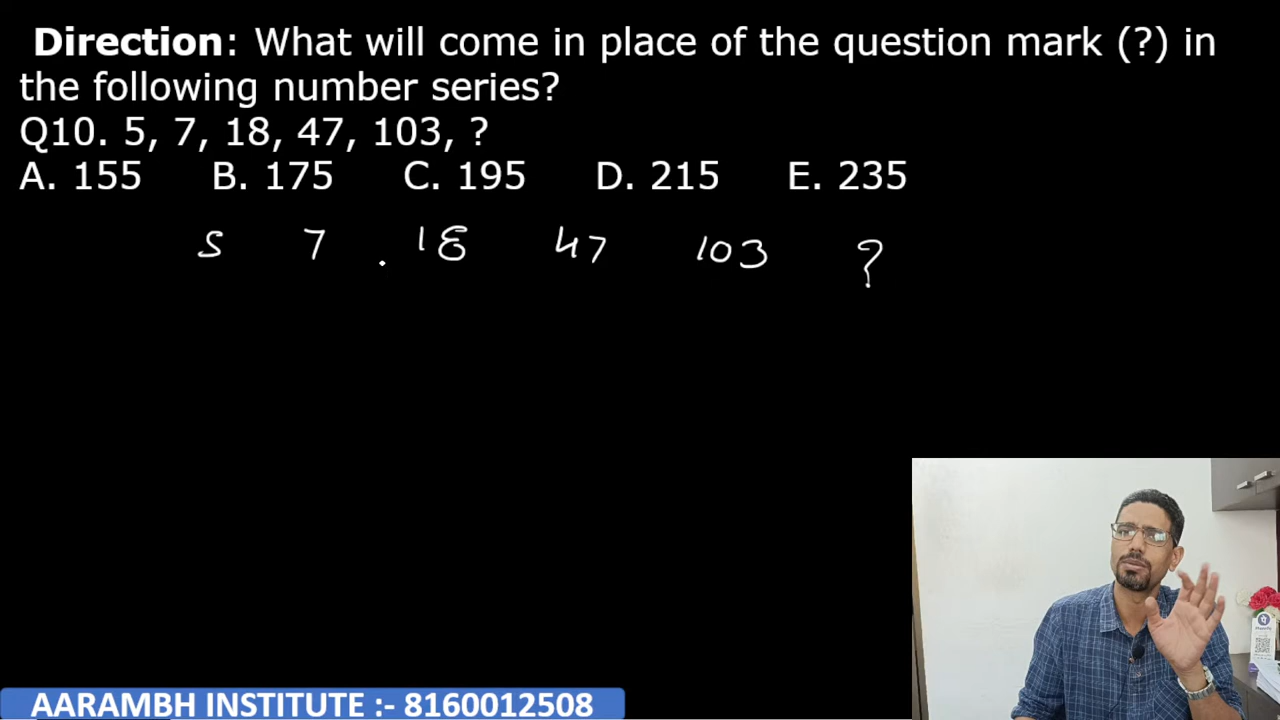 Direction: What will come in place of the question mark (?) in
the following number series?
Q10. 5, 7, 18, 47, 103, ?
A. 155 B. 175 C. 195 D. 215 E. 235
5 7 18 47 103 ?
AARAMBH INSTITUTE :- 8160012508